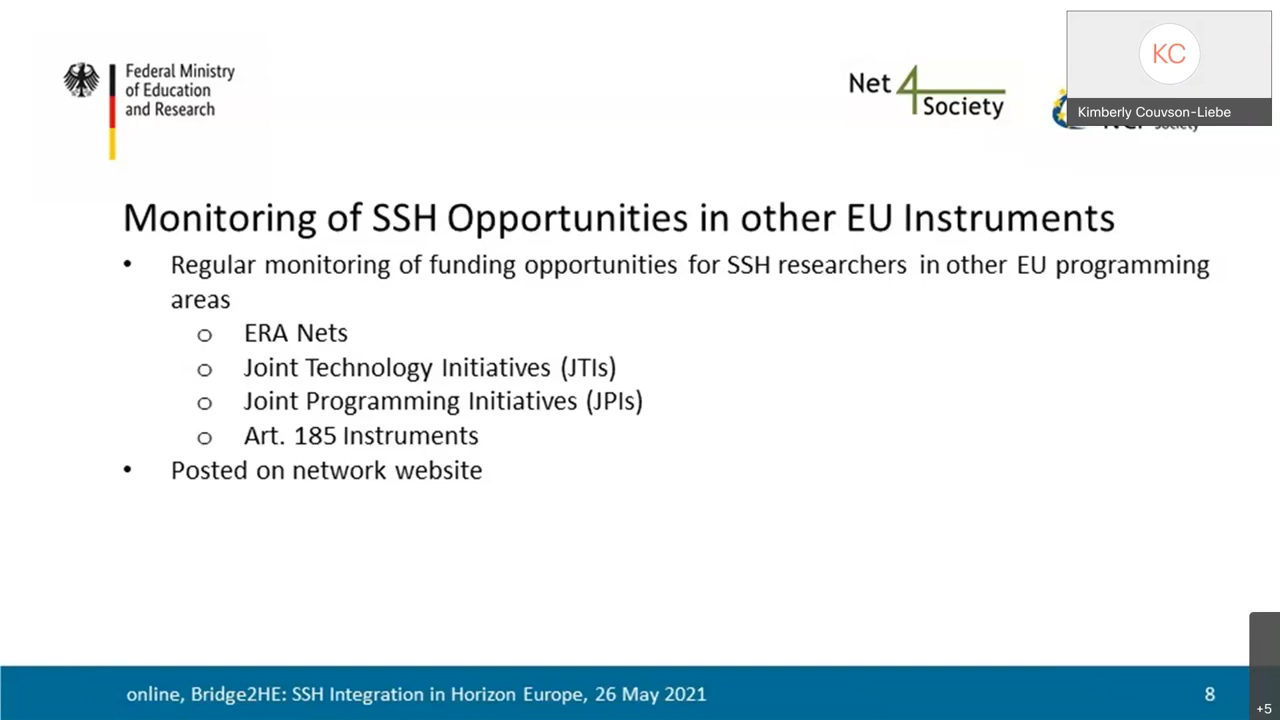 Federal Ministry
of Education
and Research
Net 4 Society
KC
Kimberly Couvson-Liebe
Society
Monitoring of SSH Opportunities in other EU Instruments
• Regular monitoring of funding opportunities for SSH researchers in other EU programming
areas
o ERA Nets
o Joint Technology Initiatives (JTIs)
o Joint Programming Initiatives (JPIs)
o Art. 185 Instruments
• Posted on network website
online, Bridge2HE: SSH Integration in Horizon Europe, 26 May 2021
8
+5